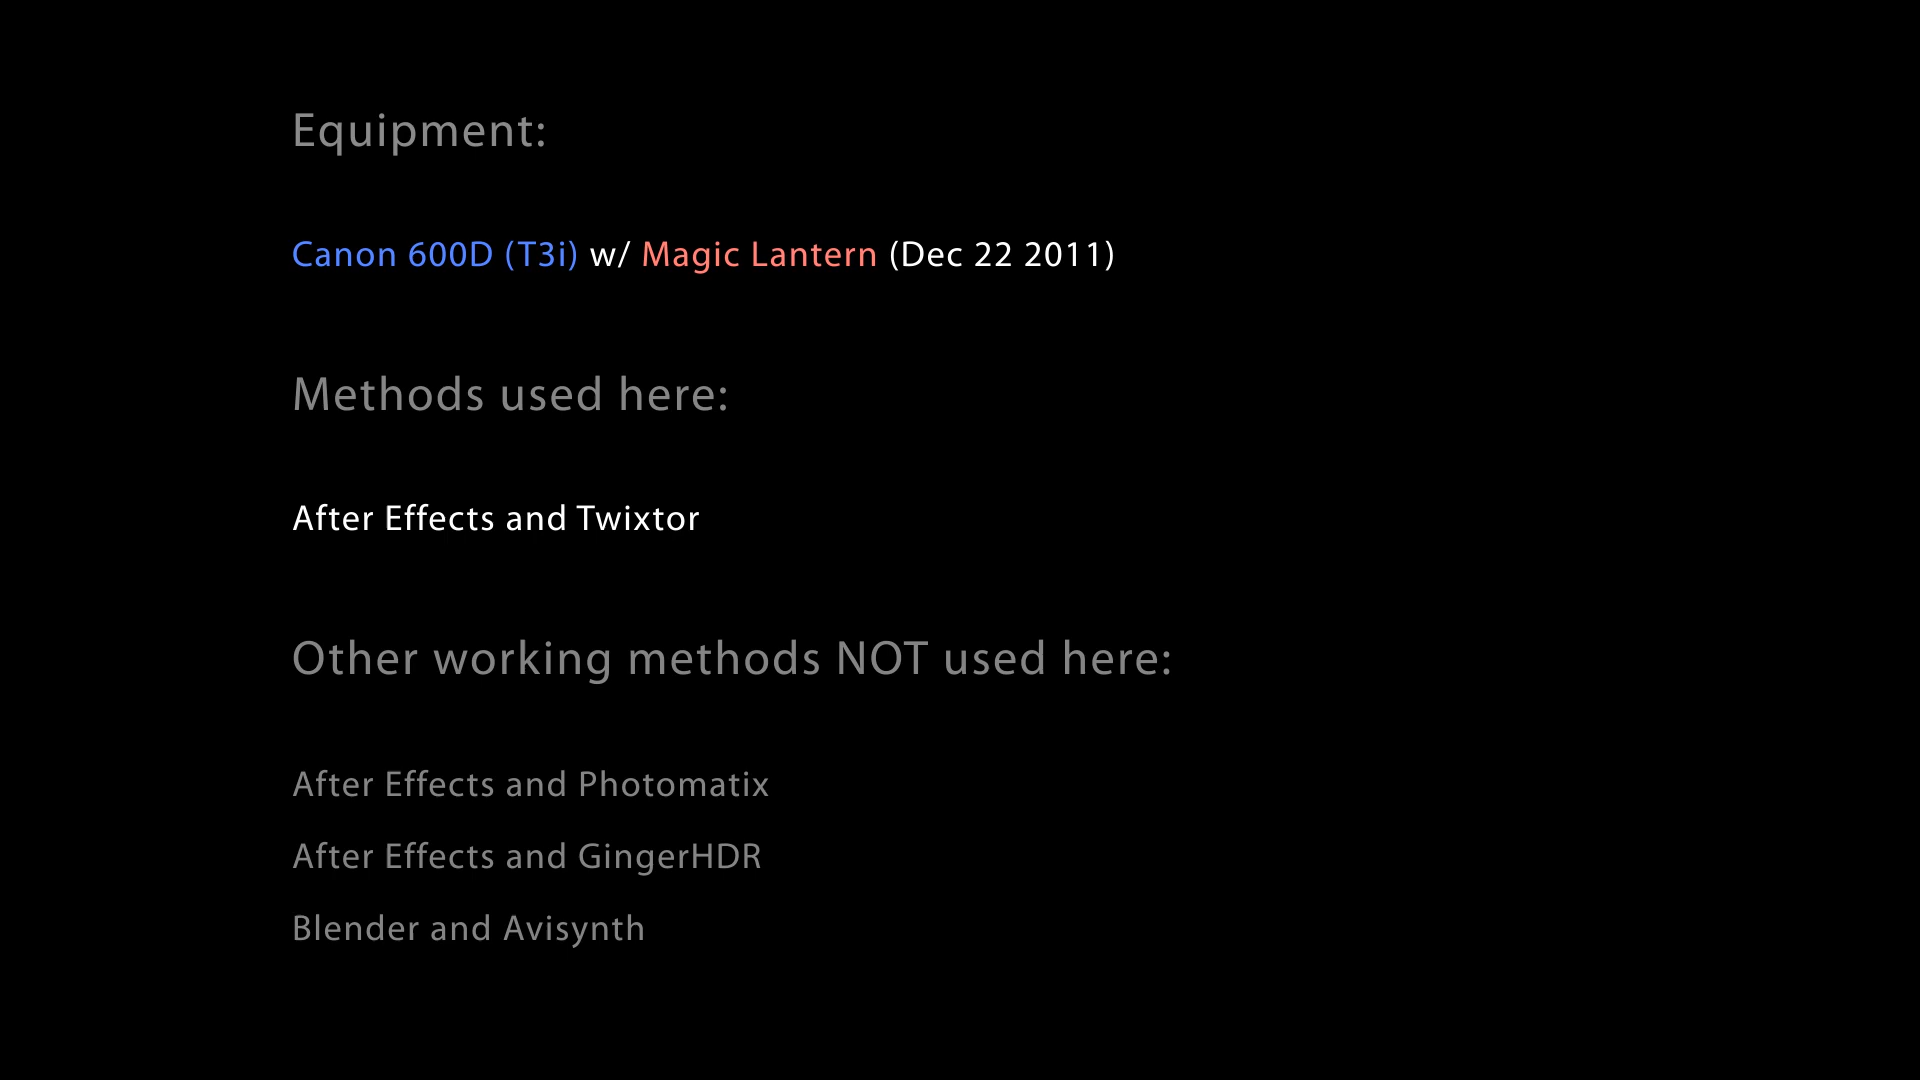 Equipment:
Canon 600D (T3i) w/ Magic Lantern (Dec 22 2011)
Methods used here:
After Effects and Twixtor
Other working methods NOT used here:
After Effects and Photomatix
After Effects and GingerHDR
Blender and Avisynth